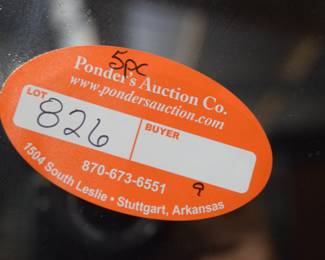 5pc
Ponder's Auction Co.
www.pondersauction.com
LOT
826
BUYER
870-673-6551
9
1504 South Leslie • Stuttgart, Arkansas